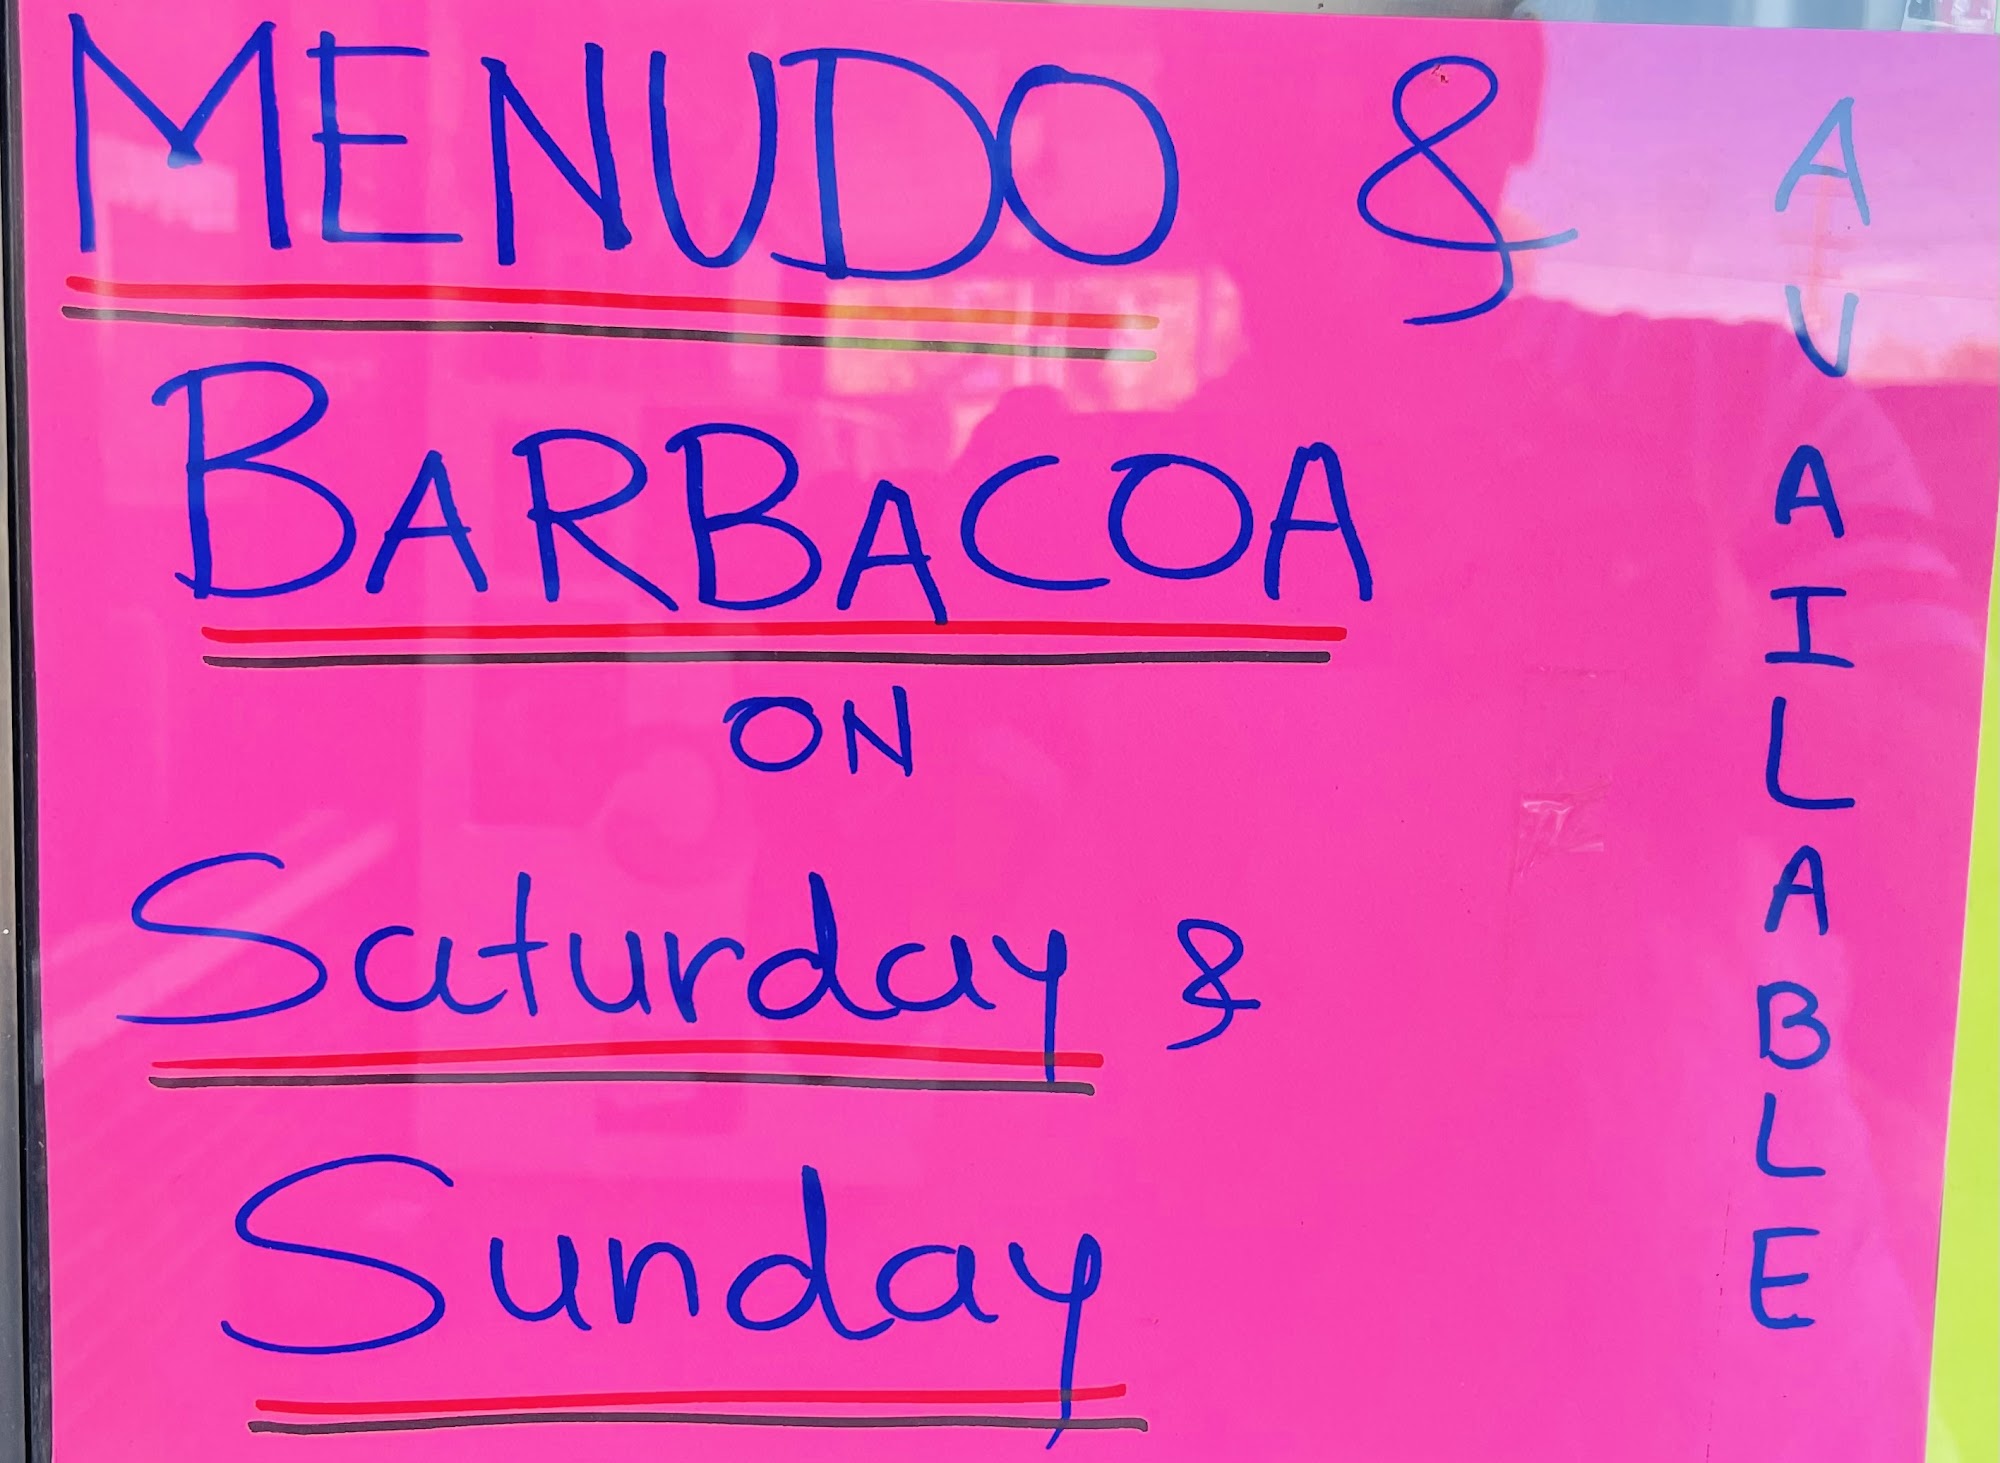 MENUDO &
BARBACOA
ON
Saturday &
Sunday
AVAILABLE